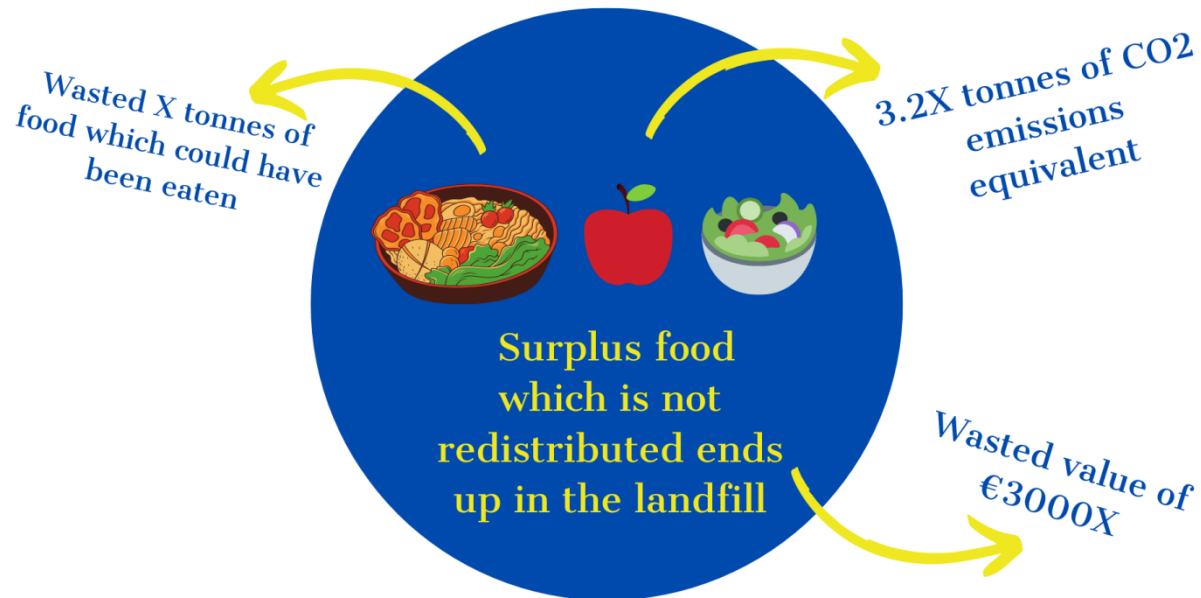 Wasted X tonnes of
food which could have
been eaten
3.2X tonnes of CO2
emissions
equivalent
Surplus food
which is not
redistributed ends
up in the landfill
Wasted value of
€3000X